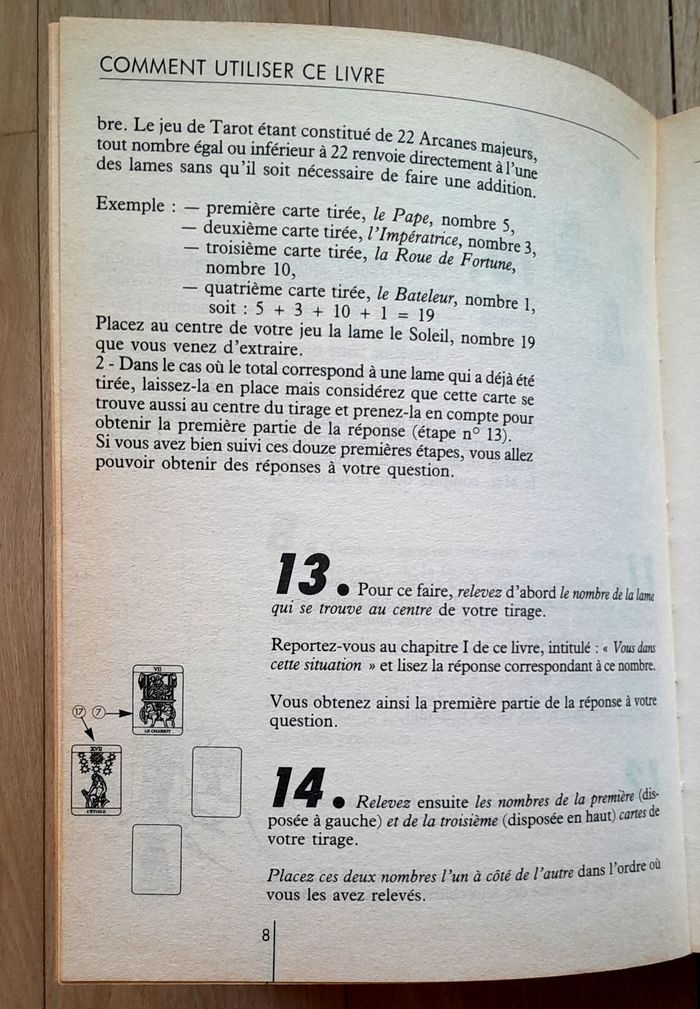 COMMENT UTILISER CE LIVRE
bre. Le jeu de Tarot étant constitué de 22 Arcanes majeurs,
tout nombre égal ou inférieur à 22 renvoie directement à l'une
des lames sans qu'il soit nécessaire de faire une addition.
Exemple : — première carte tirée, le Pape, nombre 5,
— deuxième carte tirée, l'Impératrice, nombre 3,
— troisième carte tirée, la Roue de Fortune,
nombre 10,
— quatrième carte tirée, le Bateleur, nombre 1,
soit : 5 + 3 + 10 + 1 = 19
Placez au centre de votre jeu la lame le Soleil, nombre 19
que vous venez d'extraire.
2 - Dans le cas où le total correspond à une lame qui a déjà été
tirée, laissez-la en place mais considérez que cette carte se
trouve aussi au centre du tirage et prenez-la en compte pour
obtenir la première partie de la réponse (étape n° 13).
Si vous avez bien suivi ces douze premières étapes, vous allez
pouvoir obtenir des réponses à votre question.
13. Pour ce faire, relevez d'abord le nombre de la lame
qui se trouve au centre de votre tirage.
Reportez-vous au chapitre I de ce livre, intitulé : « Vous dans
cette situation » et lisez la réponse correspondant à ce nombre.
Vous obtenez ainsi la première partie de la réponse à votre
question.
VII
LE CHARIOT
17 7
XVII
L'ETOILE
14. Relevez ensuite les nombres de la première (dis-
posée à gauche) et de la troisième (disposée en haut) cartes de
votre tirage.
Placez ces deux nombres l'un à côté de l'autre dans l'ordre où
vous les avez relevés.
8